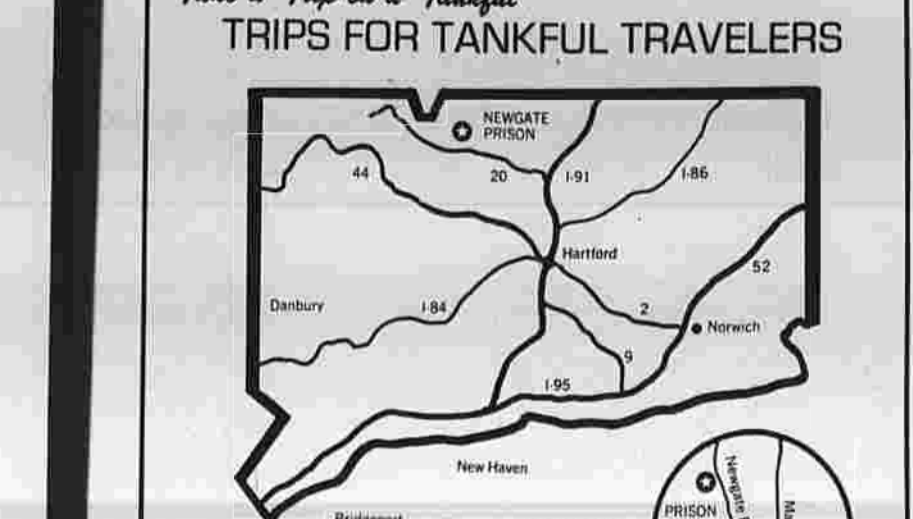 TRIPS FOR TANKFUL TRAVELERS
NEWGATE
PRISON
44
20
I-91
I-86
Hartford
52
Danbury
I-84
2
Norwich
9
I-95
New Haven
Newgate
PRISON